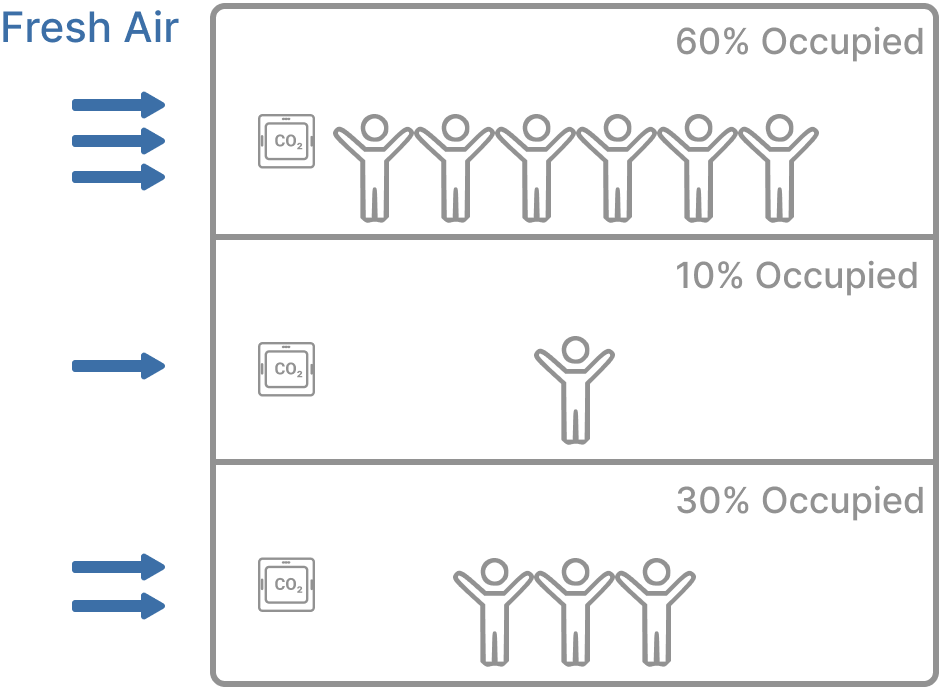 Fresh Air
60% Occupied
CO₂
10% Occupied
CO₂
30% Occupied
CO₂